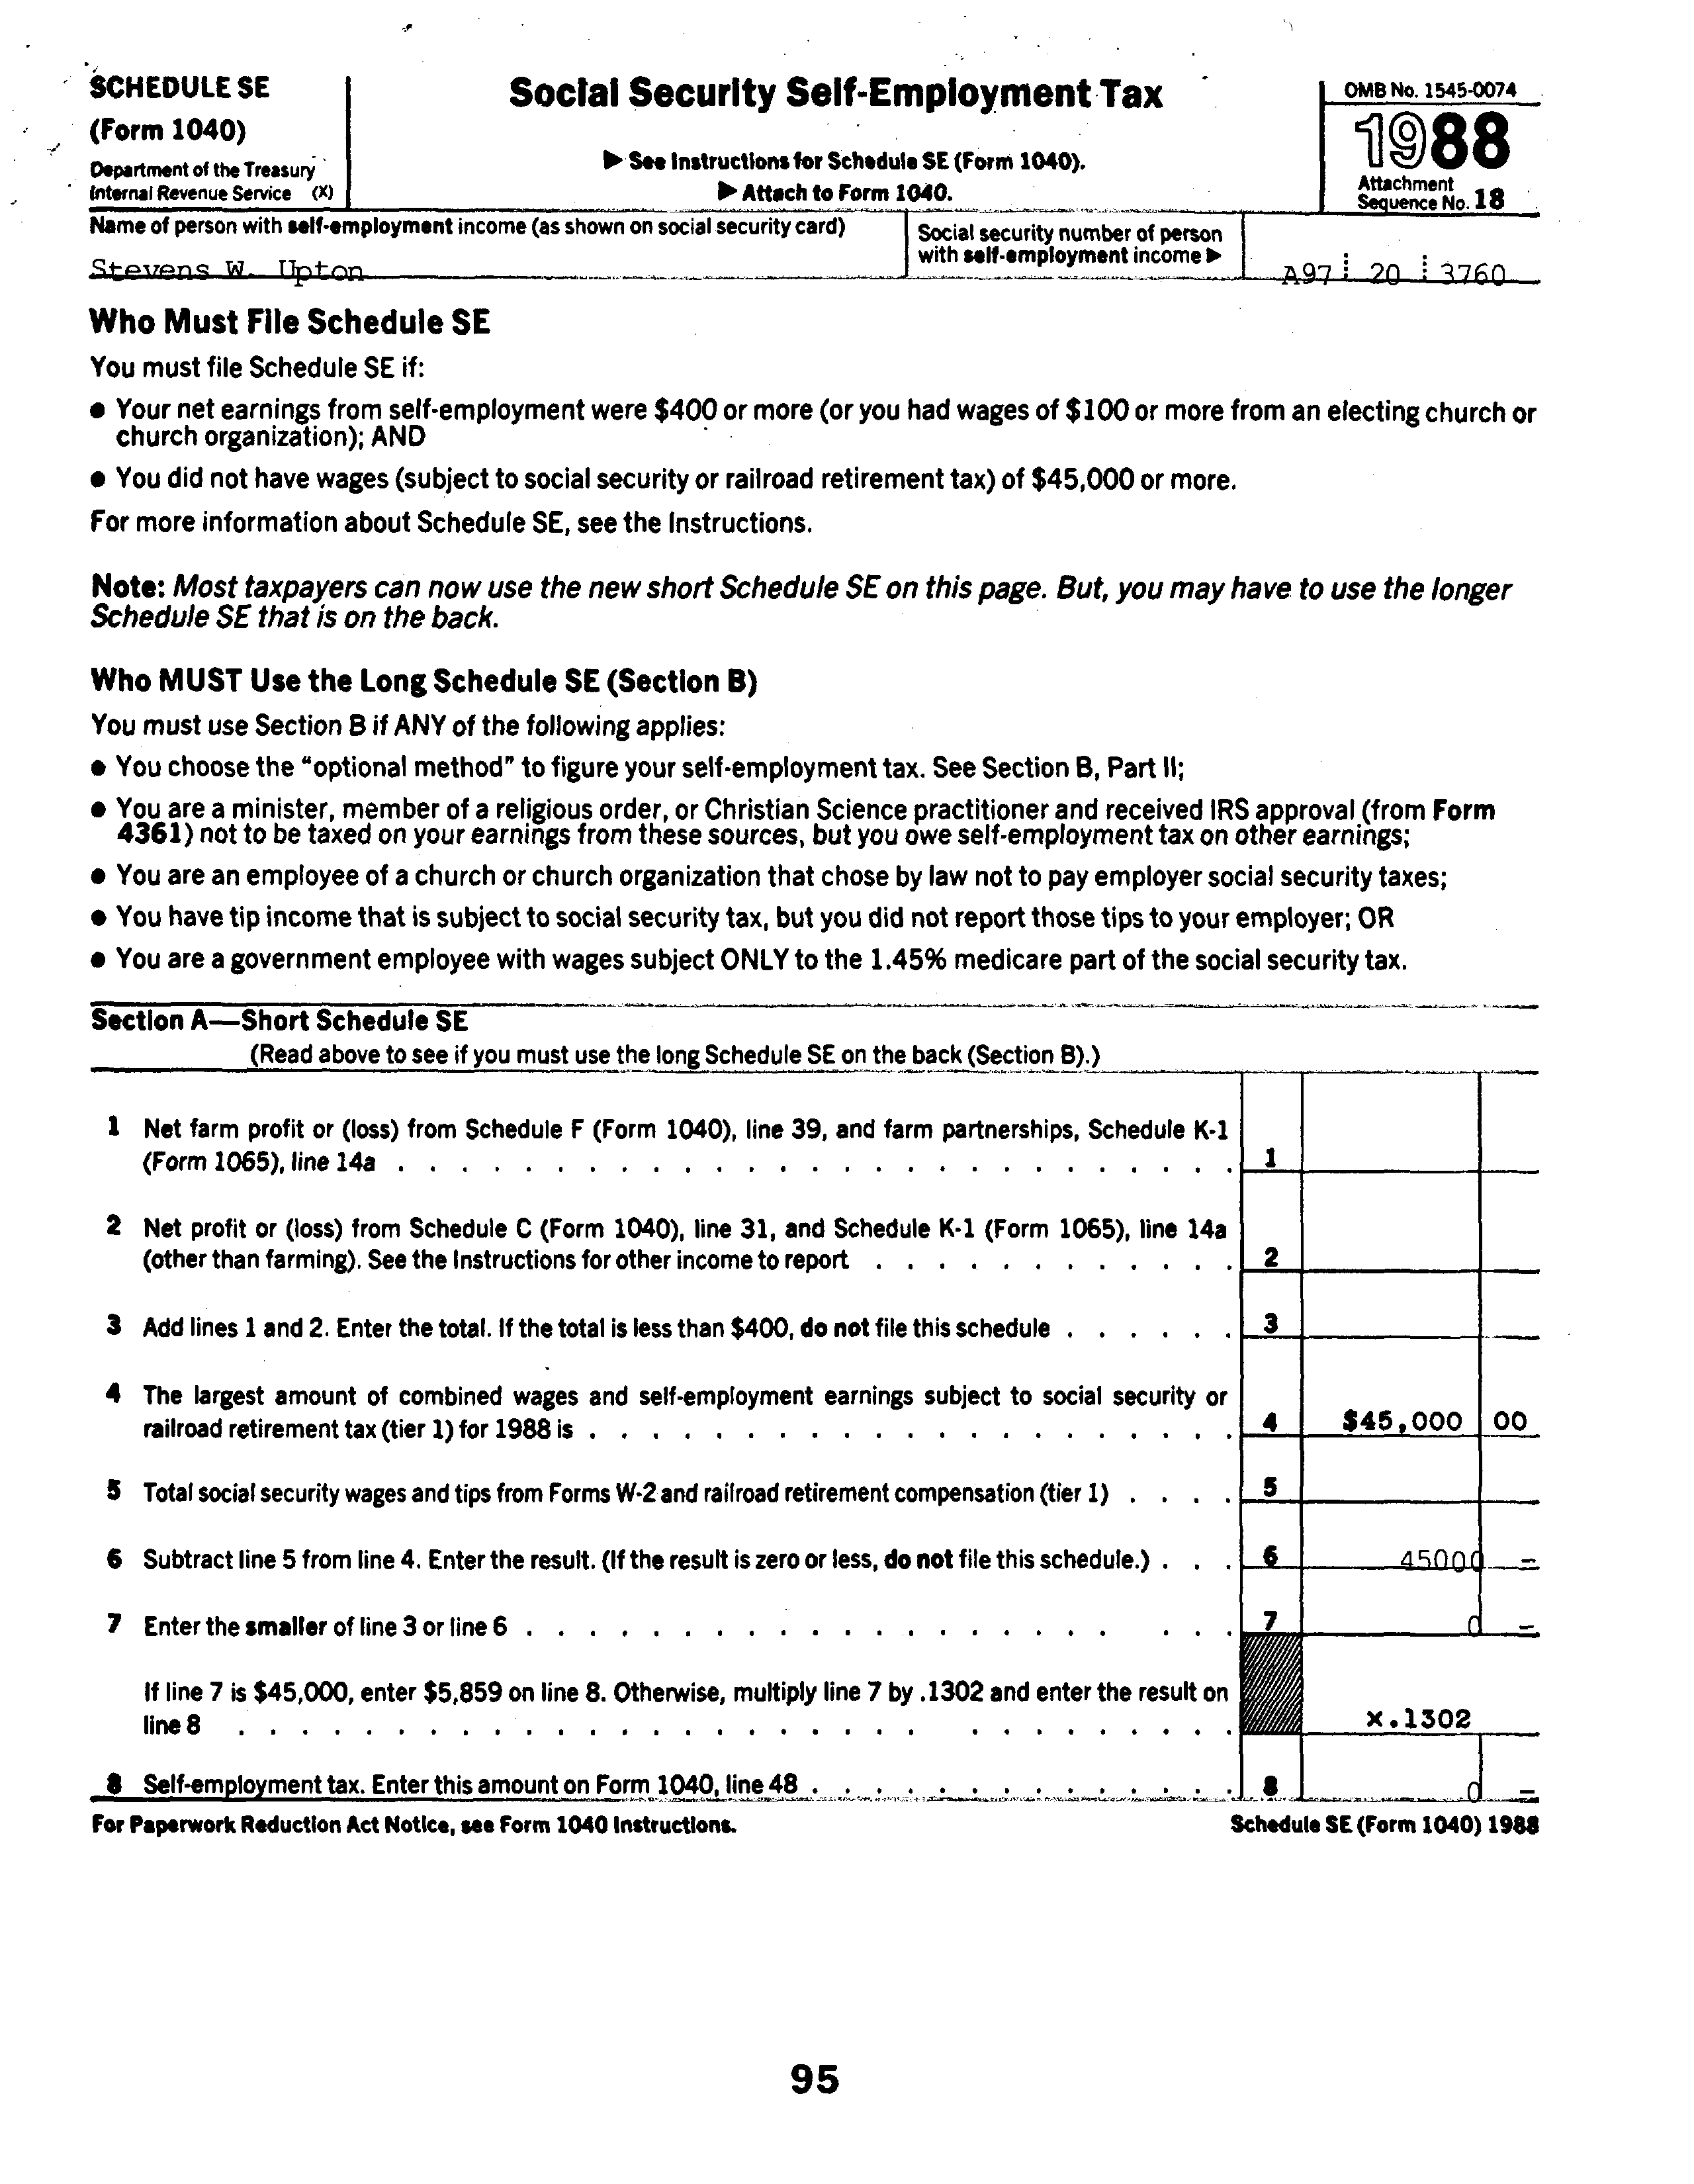 SCHEDULE SE
(Form 1040)
Department of the Treasury
Internal Revenue Service (X)
Social Security Self-Employment Tax
▶ See Instructions for Schedule SE (Form 1040).
▶ Attach to Form 1040.
OMB No. 1545-0074
1988
Attachment
Sequence No. 18
Name of person with self-employment income (as shown on social security card)
Stevens W. Upton
Social security number of person
with self-employment income ▶
A97 20 3760
Who Must File Schedule SE
You must file Schedule SE if:
● Your net earnings from self-employment were $400 or more (or you had wages of $100 or more from an electing church or
church organization); AND
● You did not have wages (subject to social security or railroad retirement tax) of $45,000 or more.
For more information about Schedule SE, see the Instructions.
Note: Most taxpayers can now use the new short Schedule SE on this page. But, you may have to use the longer
Schedule SE that is on the back.
Who MUST Use the Long Schedule SE (Section B)
You must use Section B if ANY of the following applies:
● You choose the “optional method” to figure your self-employment tax. See Section B, Part II;
● You are a minister, member of a religious order, or Christian Science practitioner and received IRS approval (from Form
4361) not to be taxed on your earnings from these sources, but you owe self-employment tax on other earnings;
● You are an employee of a church or church organization that chose by law not to pay employer social security taxes;
● You have tip income that is subject to social security tax, but you did not report those tips to your employer; OR
● You are a government employee with wages subject ONLY to the 1.45% medicare part of the social security tax.
Section A—Short Schedule SE
(Read above to see if you must use the long Schedule SE on the back (Section B).)
1 Net farm profit or (loss) from Schedule F (Form 1040), line 39, and farm partnerships, Schedule K-1
(Form 1065), line 14a . . . . . . . . . . . . . . . . . . . . . . . . . . . 1
2 Net profit or (loss) from Schedule C (Form 1040), line 31, and Schedule K-1 (Form 1065), line 14a
(other than farming). See the Instructions for other income to report . . . . . . . . . . . . 2
3 Add lines 1 and 2. Enter the total. If the total is less than $400, do not file this schedule . . . . . . 3
4 The largest amount of combined wages and self-employment earnings subject to social security or
railroad retirement tax (tier 1) for 1988 is . . . . . . . . . . . . . . . . . . . . . 4 $45,000 00
5 Total social security wages and tips from Forms W-2 and railroad retirement compensation (tier 1) . . . . 5
6 Subtract line 5 from line 4. Enter the result. (If the result is zero or less, do not file this schedule.) . . . 6 45000 -
7 Enter the smaller of line 3 or line 6 . . . . . . . . . . . . . . . . . . . . . . 7 0 -
If line 7 is $45,000, enter $5,859 on line 8. Otherwise, multiply line 7 by .1302 and enter the result on
line 8 . . . . . . . . . . . . . . . . . . . . . . . . . . . . . x.1302
8 Self-employment tax. Enter this amount on Form 1040, line 48 . . . . . . . . . . . . . . 8 0 -
For Paperwork Reduction Act Notice, see Form 1040 Instructions.
Schedule SE (Form 1040) 1988
95